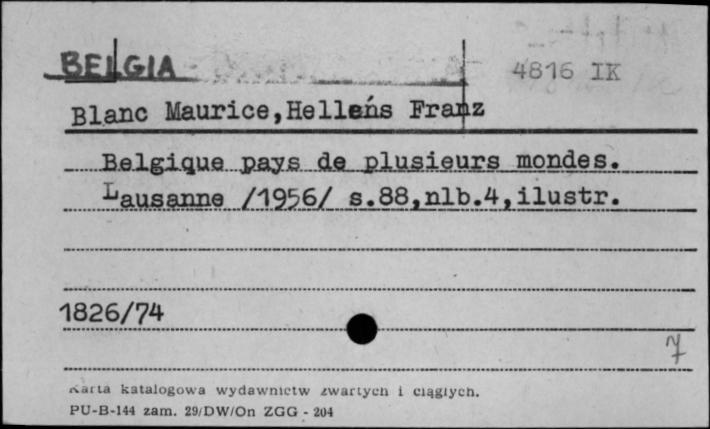 BELGIA 4816 IK
Blanc Maurice,Hellens Franz
Belgique pays de plusieurs mondes.
Lausanne /1956/ s.88,nlb.4,ilustr.
1826/74
7
Karta katalogowa wydawnictw zwartych i ciągłych.
PU-B-144 zam. 29/DW/On ZGG - 204